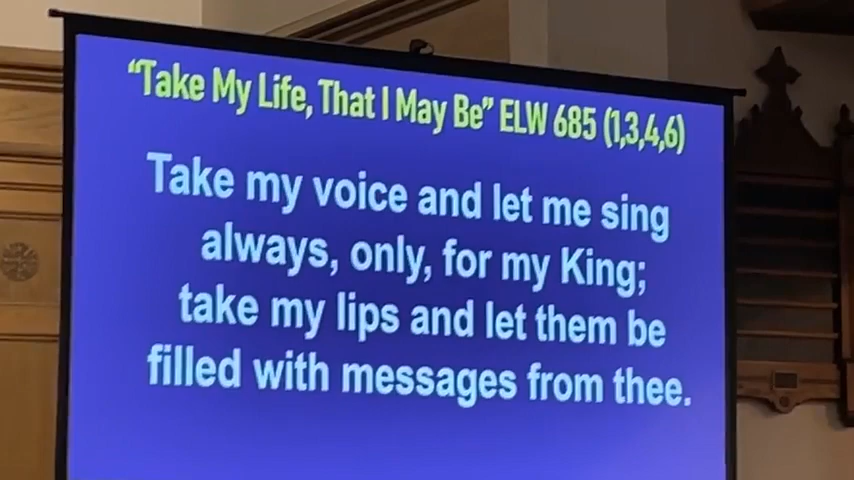 “Take My Life, That I May Be” ELW 685 (1,3,4,6)
Take my voice and let me sing
always, only, for my King;
take my lips and let them be
filled with messages from thee.